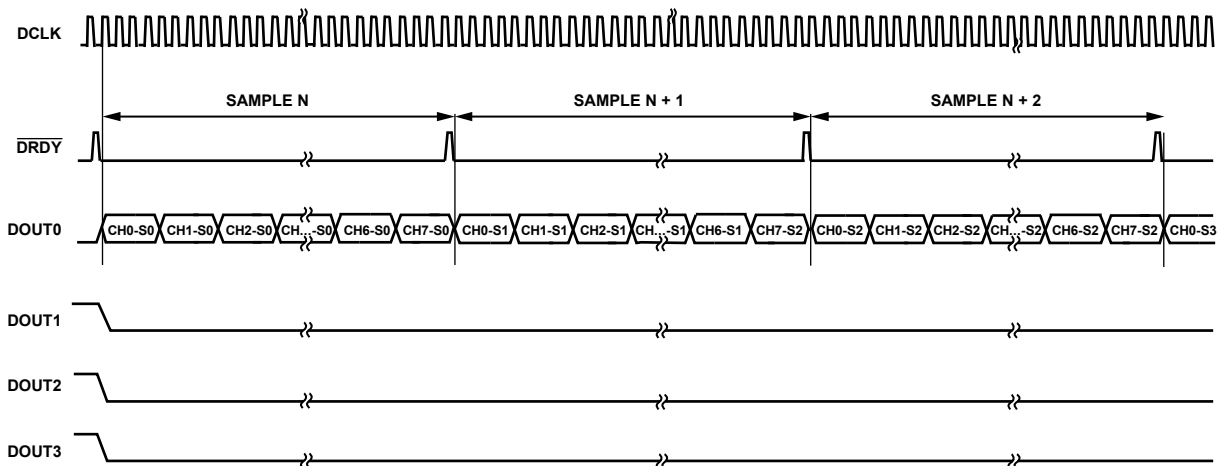 DCLK
SAMPLE N SAMPLE N + 1 SAMPLE N + 2
DRDY
DOUT0 CH0-S0 CH1-S0 CH2-S0 CH...-S0 CH6-S0 CH7-S0 CH0-S1 CH1-S1 CH2-S1 CH...-S1 CH6-S1 CH7-S2 CH0-S2 CH1-S2 CH2-S2 CH...-S2 CH6-S2 CH7-S2 CH0-S3
DOUT1
DOUT2
DOUT3